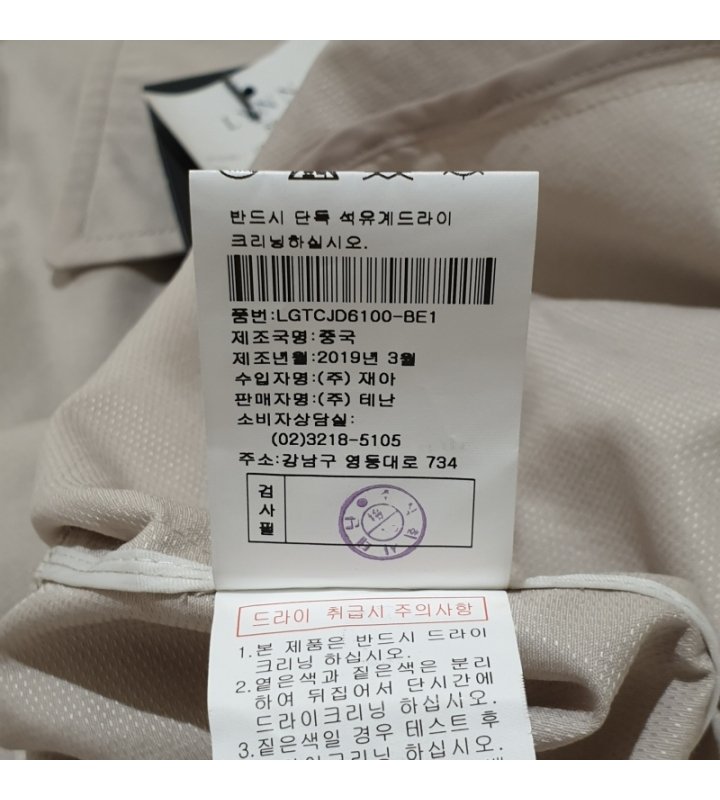 반드시 단독 석유계드라이
크리닝하십시오.
품번:LGTCJD6100-BE1
제조국명:중국
제조년월:2019년 3월
수입자명:(주) 재아
판매자명:(주) 테난
소비자상담실:
(02)3218-5105
주소:강남구 영동대로 734
검
사
필
드라이 취급시 주의사항
1.본 제품은 반드시 드라이
크리닝 하십시오.
2.옅은색과 짙은색은 분리
하여 뒤집어서 단시간에
드라이크리닝 하십시오.
3.짙은색일 경우 테스트 후